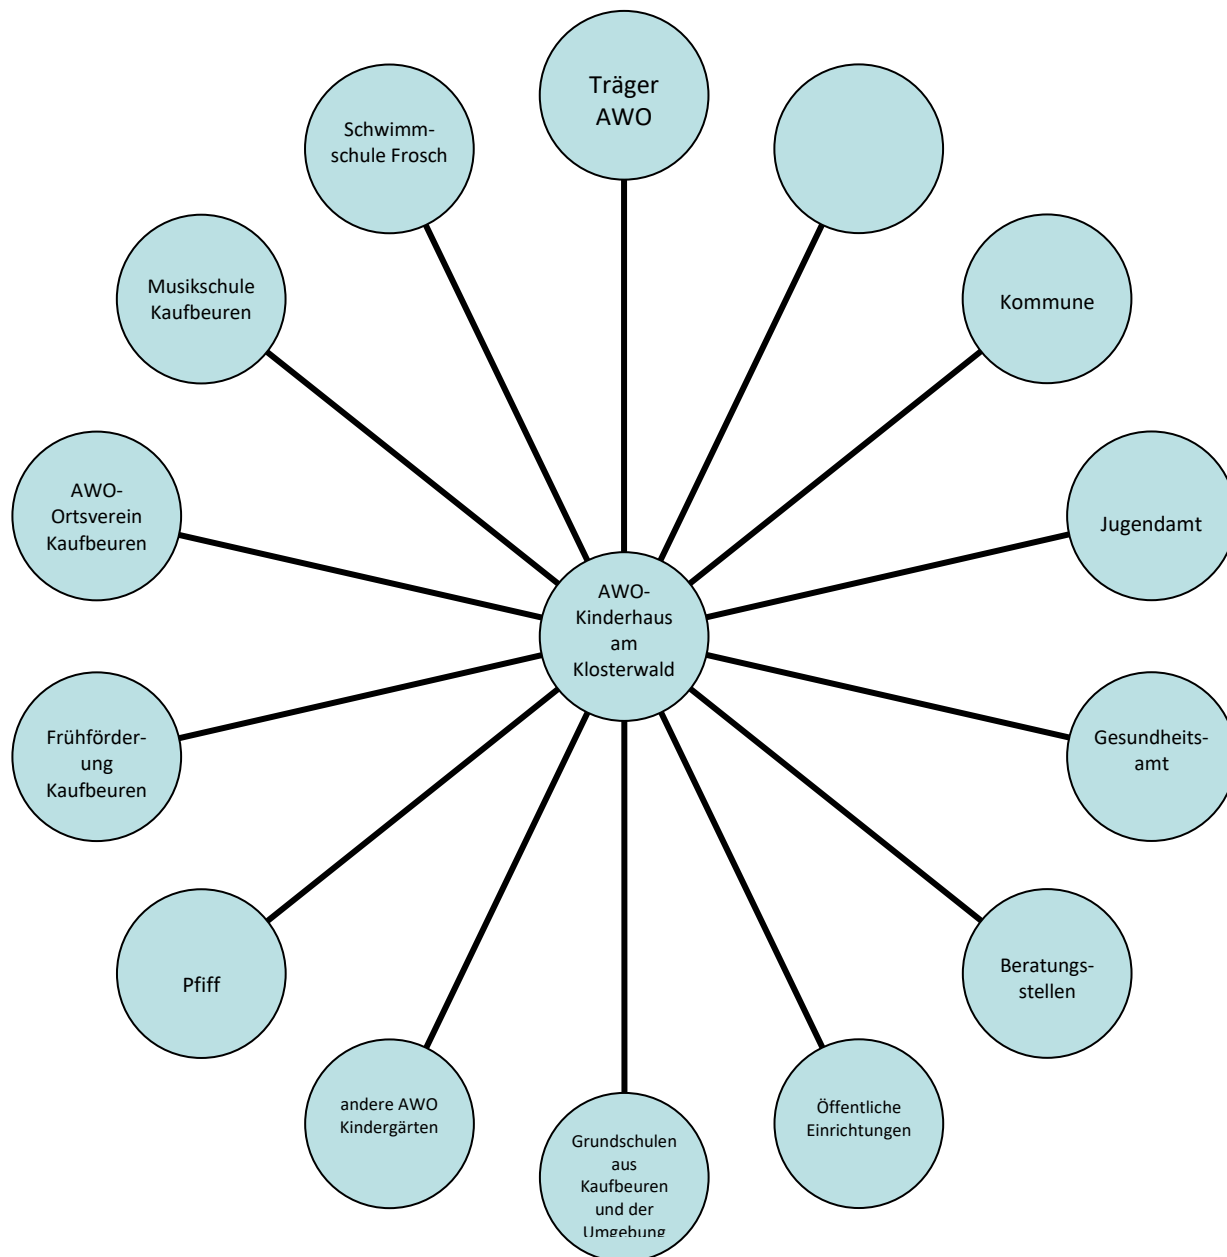 Träger
AWO
Schwimm-
schule Frosch
Musikschule
Kaufbeuren
Kommune
AWO-
Ortsverein
Kaufbeuren
Jugendamt
AWO-
Kinderhaus
am
Klosterwald
Frühförder-
ung
Kaufbeuren
Gesundheits-
amt
Pfiff
Beratungs-
stellen
andere AWO
Kindergärten
Öffentliche
Einrichtungen
Grundschulen
aus
Kaufbeuren
und der
Umgebung